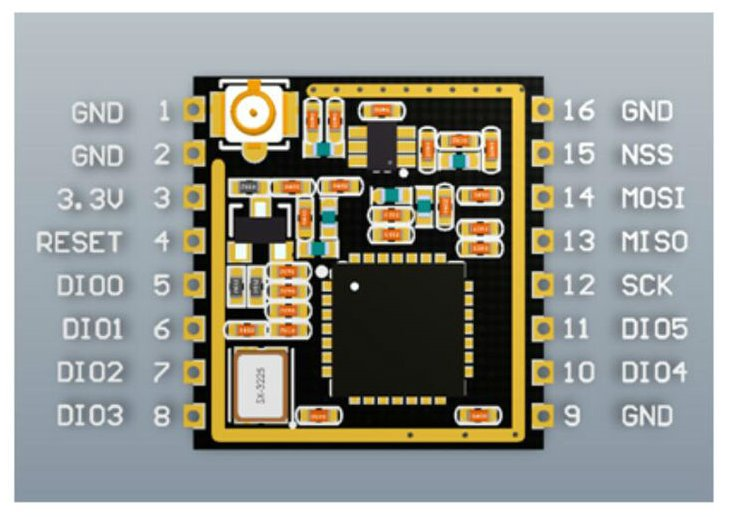 GND 1 16 GND
GND 2 15 NSS
3.3V 3 14 MOSI
RESET 4 13 MISO
DIO0 5 12 SCK
DIO1 6 11 DIO5
DIO2 7 10 DIO4
DIO3 8 9 GND
SX-3225